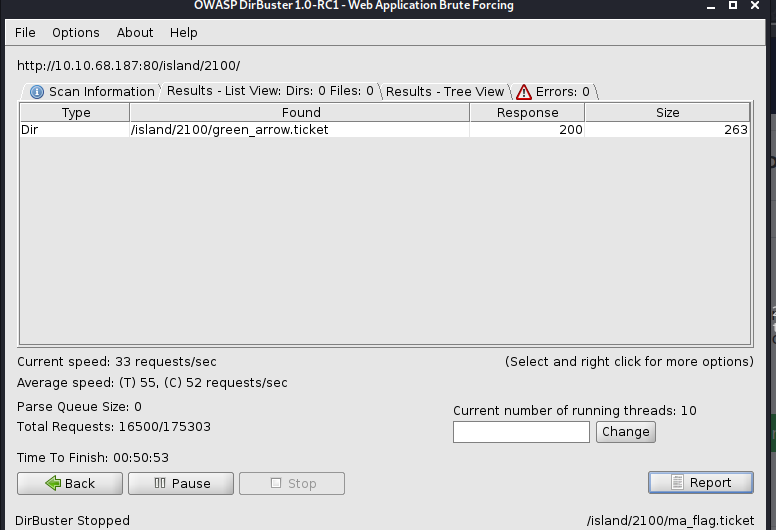 OWASP DirBuster 1.0-RC1 - Web Application Brute Forcing
File Options About Help
http://10.10.68.187:80/island/2100/
Scan Information Results - List View: Dirs: 0 Files: 0 Results - Tree View Errors: 0
Type Found Response Size
Dir /island/2100/green_arrow.ticket 200 263
Current speed: 33 requests/sec (Select and right click for more options)
Average speed: (T) 55, (C) 52 requests/sec
Parse Queue Size: 0
Current number of running threads: 10
Total Requests: 16500/175303
Change
Time To Finish: 00:50:53
Back Pause Stop Report
DirBuster Stopped /island/2100/ma_flag.ticket